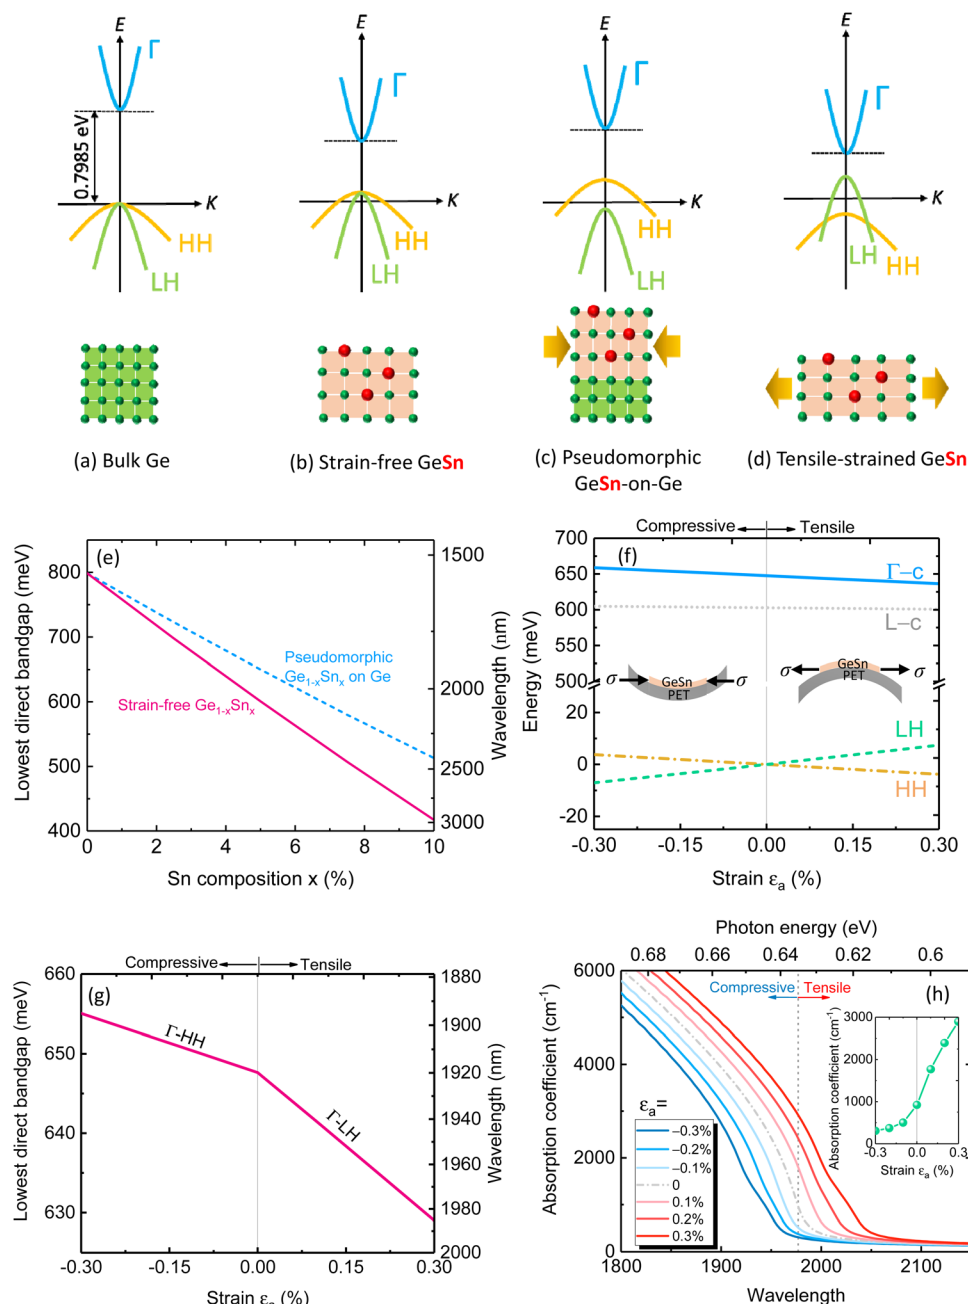 E
Γ
0.7985 eV
K
HH
LH
E
Γ
K
HH
LH
E
Γ
K
HH
LH
E
Γ
K
LH
HH
(a) Bulk Ge
(b) Strain-free GeSn
(c) Pseudomorphic
GeSn-on-Ge
(d) Tensile-strained GeSn
(e)
Lowest direct bandgap (meV)
800
700
600
500
400
0
2
4
6
8
10
Sn composition x (%)
1500
2000
2500
3000
Wavelength (nm)
Pseudomorphic
Ge1-xSnx on Ge
Strain-free Ge1-xSnx
Compressive
Tensile
(f)
Energy (meV)
700
650
600
550
500
20
0
-20
Γ–c
L–c
σ
GeSn
PET
σ
σ
GeSn
PET
σ
LH
HH
-0.30
-0.15
0.00
0.15
0.30
Strain εa (%)
Compressive
Tensile
(g)
Lowest direct bandgap (meV)
660
650
640
630
Γ-HH
Γ-LH
1880
1900
1920
1940
1960
1980
2000
Wavelength (nm)
-0.30
-0.15
0.00
0.15
0.30
Strain εa (%)
Photon energy (eV)
0.68
0.66
0.64
0.62
0.6
Compressive
Tensile
(h)
Absorption coefficient (cm-1)
6000
4000
2000
0
εa=
–0.3%
–0.2%
–0.1%
0
0.1%
0.2%
0.3%
Absorption coefficient (cm-1)
3000
2000
1000
0
-0.3
0.0
0.3
Strain εa (%)
1800
1900
2000
2100
Wavelength